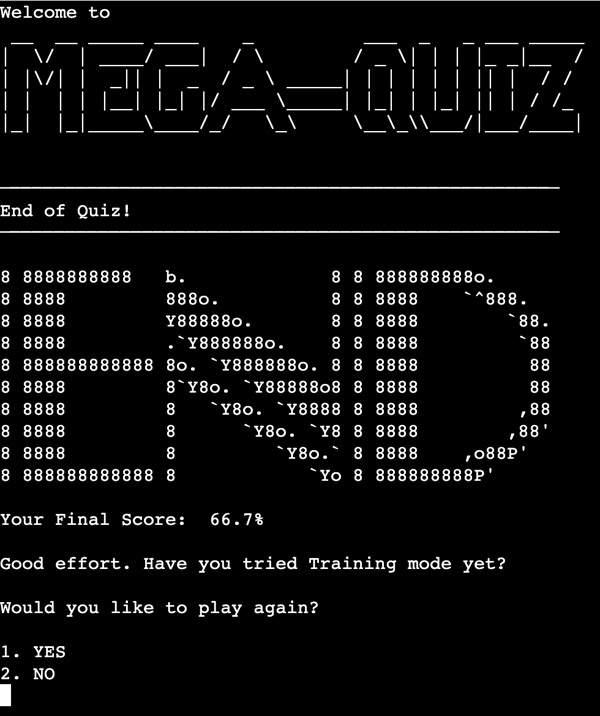 Welcome to
MEGA-QUIZ
End of Quiz!
END
Your Final Score:  66.7%
Good effort. Have you tried Training mode yet?
Would you like to play again?
1. YES
2. NO